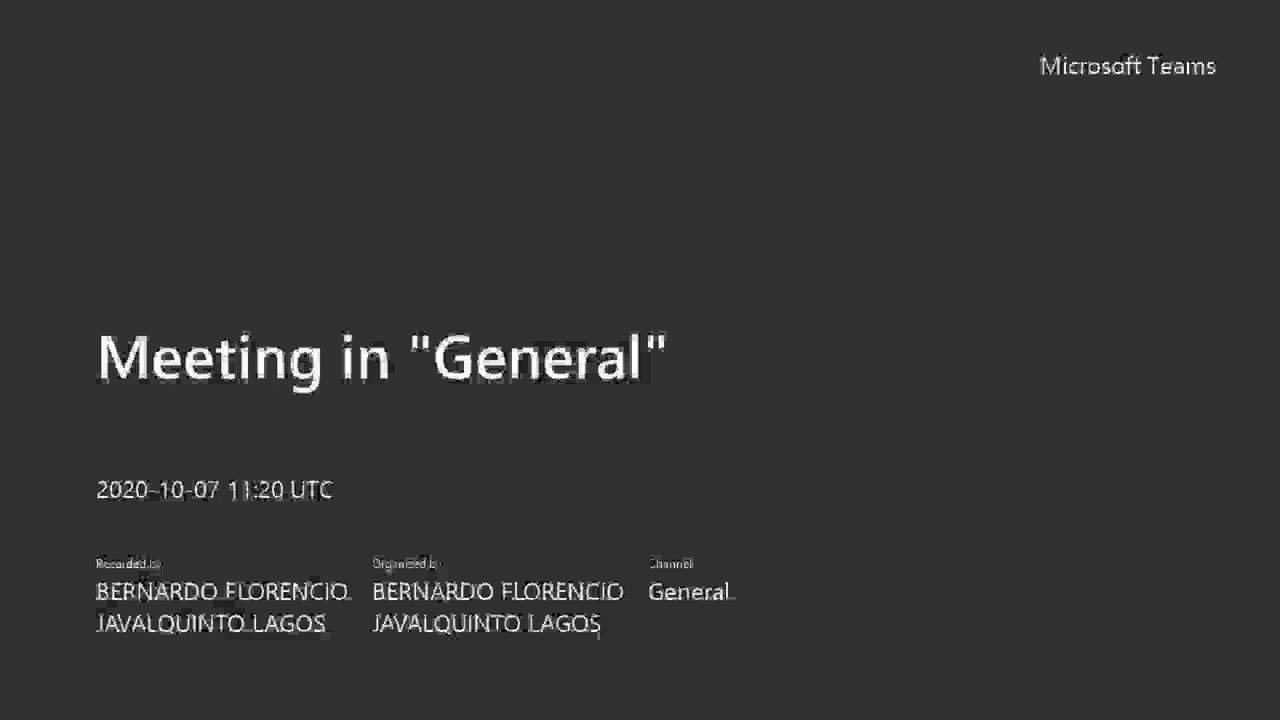 Microsoft Teams
Meeting in "General"
2020-10-07 11:20 UTC
Recorded by
Organized by
Channel
BERNARDO FLORENCIO
BERNARDO FLORENCIO
General
JAVALQUINTO LAGOS
JAVALQUINTO LAGOS